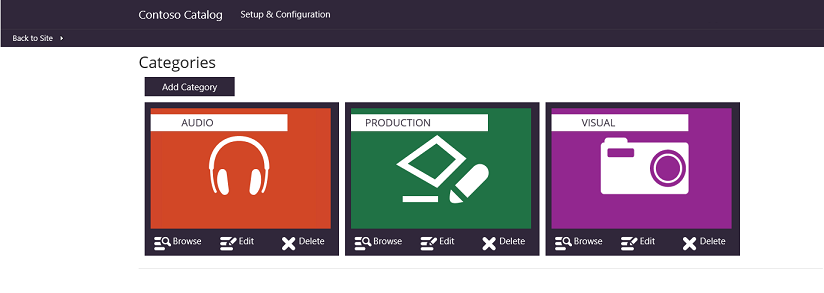 Contoso Catalog Setup & Configuration
Back to Site
Categories
Add Category
AUDIO
PRODUCTION
VISUAL
Browse Edit Delete
Browse Edit Delete
Browse Edit Delete